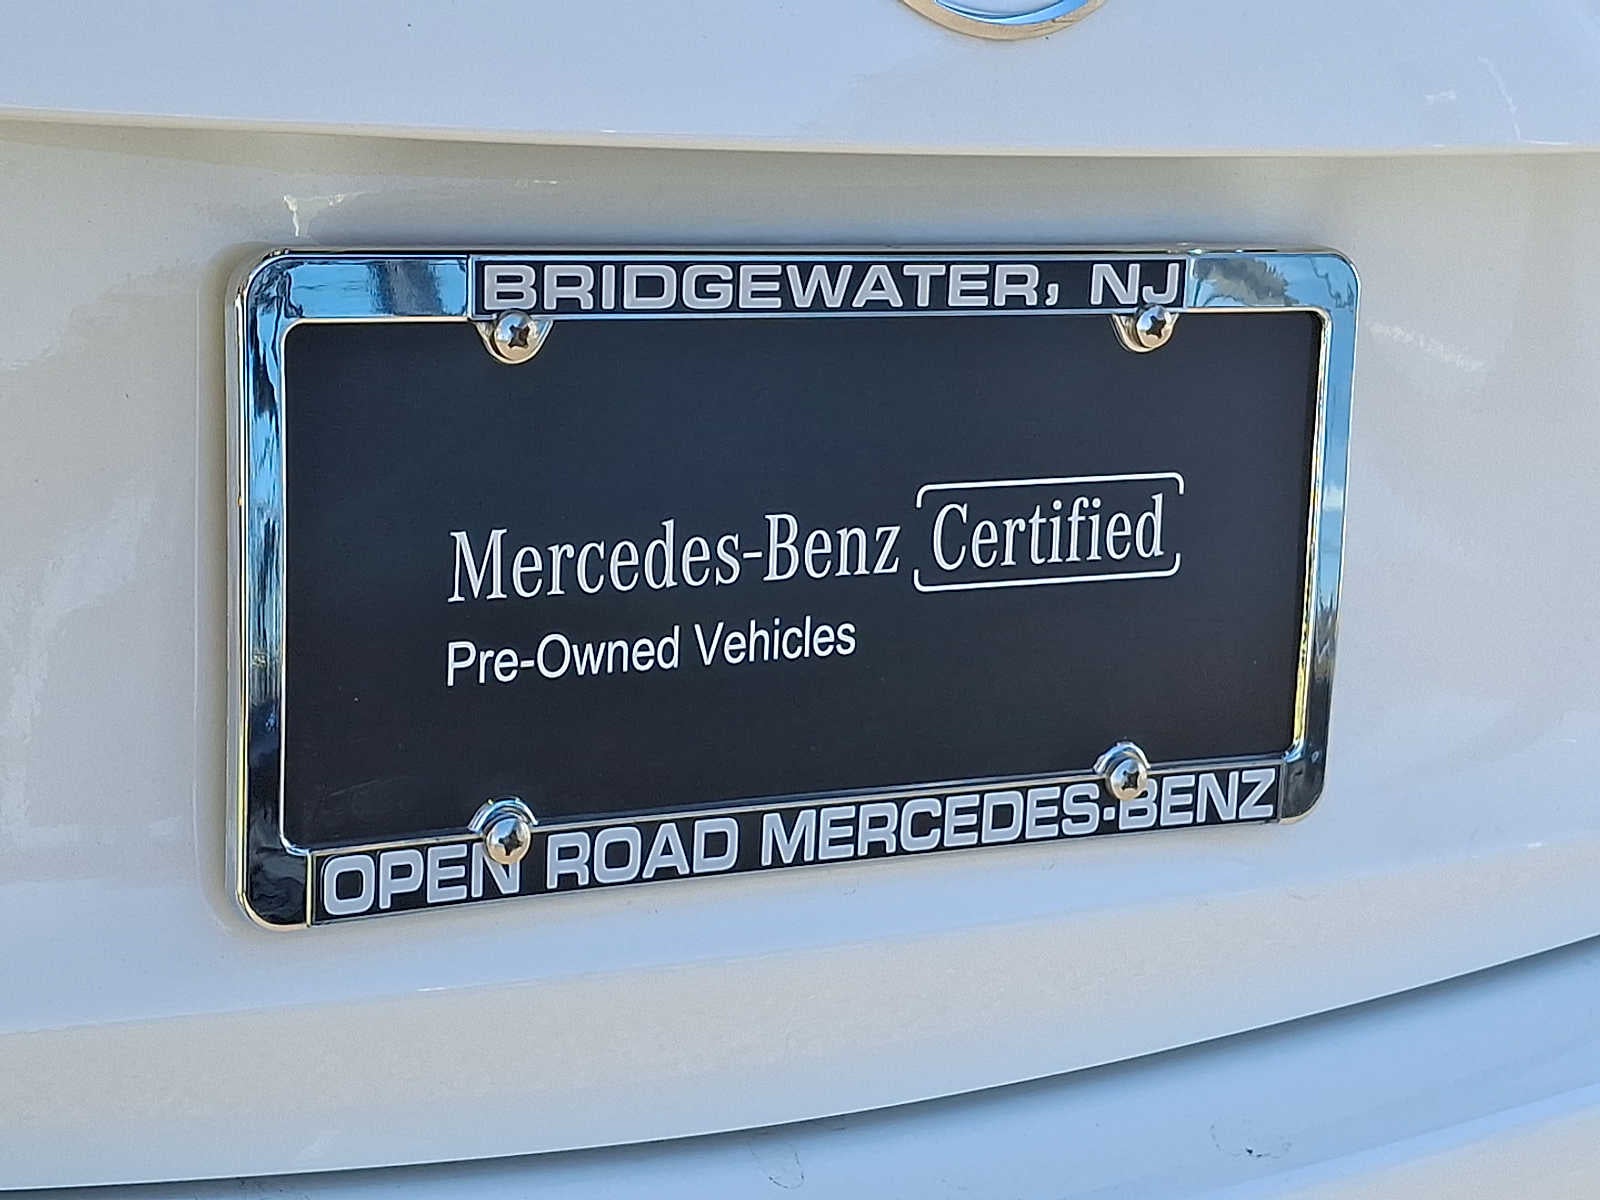 BRIDGEWATER, NJ
Mercedes-Benz Certified
Pre-Owned Vehicles
OPEN ROAD MERCEDES-BENZ